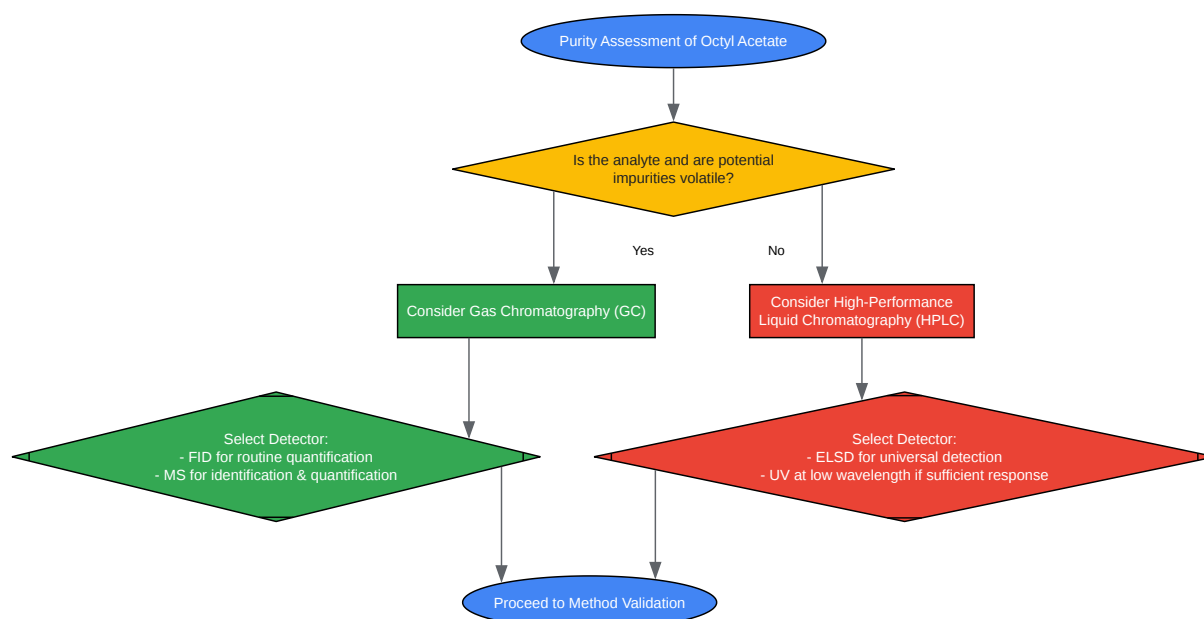 Purity Assessment of Octyl Acetate
Is the analyte and are potential
impurities volatile?
Yes
No
Consider Gas Chromatography (GC)
Consider High-Performance
Liquid Chromatography (HPLC)
Select Detector:
- FID for routine quantification
- MS for identification & quantification
Select Detector:
- ELSD for universal detection
- UV at low wavelength if sufficient response
Proceed to Method Validation